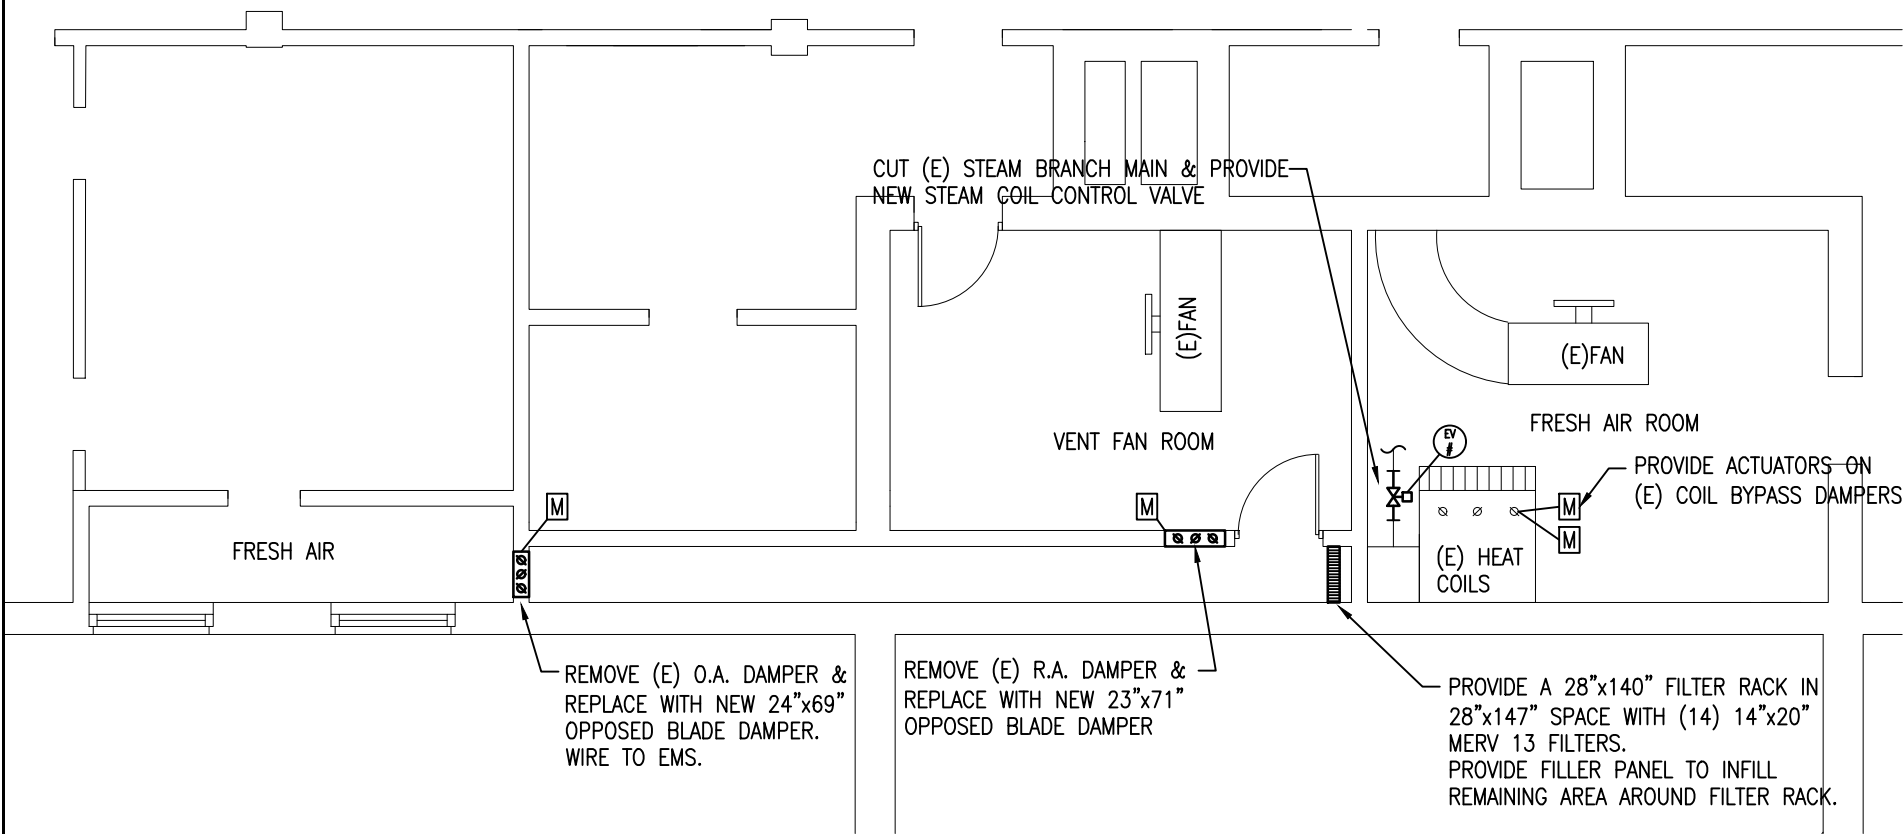 CUT (E) STEAM BRANCH MAIN & PROVIDE
NEW STEAM COIL CONTROL VALVE
(E)FAN
(E)FAN
VENT FAN ROOM
FRESH AIR ROOM
EV
#
PROVIDE ACTUATORS ON
(E) COIL BYPASS DAMPERS
M
M
M
M
FRESH AIR
(E) HEAT
COILS
REMOVE (E) O.A. DAMPER &
REPLACE WITH NEW 24"x69"
OPPOSED BLADE DAMPER.
WIRE TO EMS.
REMOVE (E) R.A. DAMPER &
REPLACE WITH NEW 23"x71"
OPPOSED BLADE DAMPER
PROVIDE A 28"x140" FILTER RACK IN
28"x147" SPACE WITH (14) 14"x20"
MERV 13 FILTERS.
PROVIDE FILLER PANEL TO INFILL
REMAINING AREA AROUND FILTER RACK.